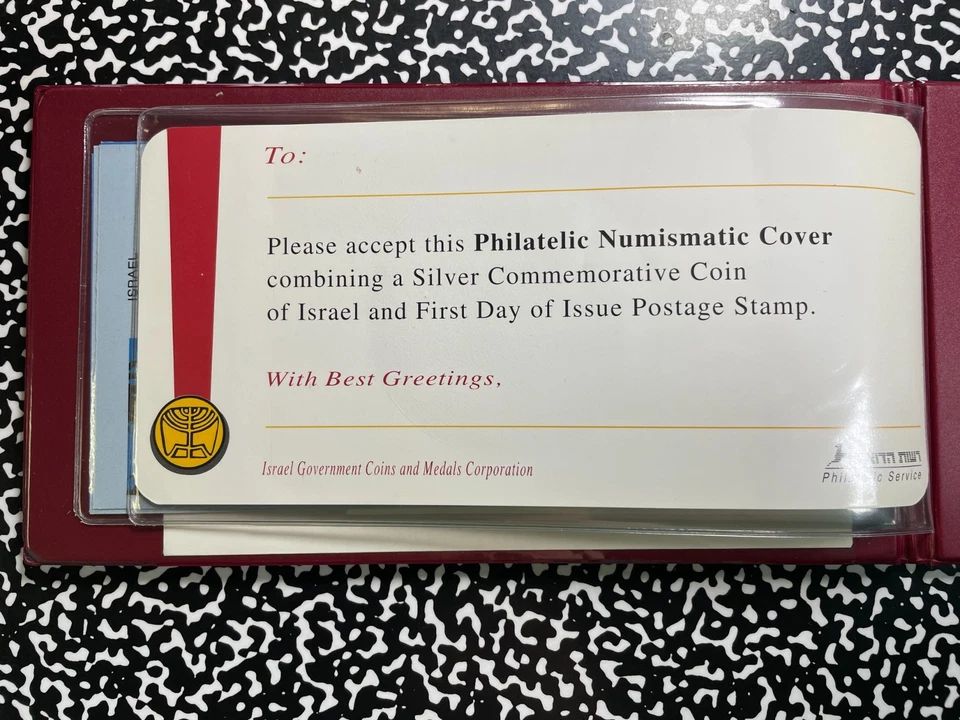 To:
Please accept this Philatelic Numismatic Cover
combining a Silver Commemorative Coin
of Israel and First Day of Issue Postage Stamp.
With Best Greetings,
Israel Government Coins and Medals Corporation
רשות
Service
ISRAEL